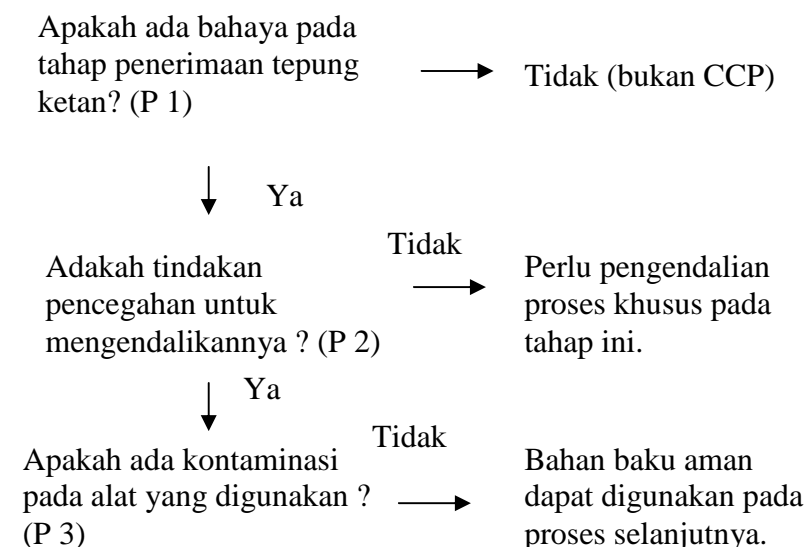 Apakah ada bahaya pada
tahap penerimaan tepung
ketan? (P 1)
Tidak (bukan CCP)
Ya
Adakah tindakan
pencegahan untuk
mengendalikannya ? (P 2)
Tidak
Perlu pengendalian
proses khusus pada
tahap ini.
Ya
Apakah ada kontaminasi
pada alat yang digunakan ?
(P 3)
Tidak
Bahan baku aman
dapat digunakan pada
proses selanjutnya.